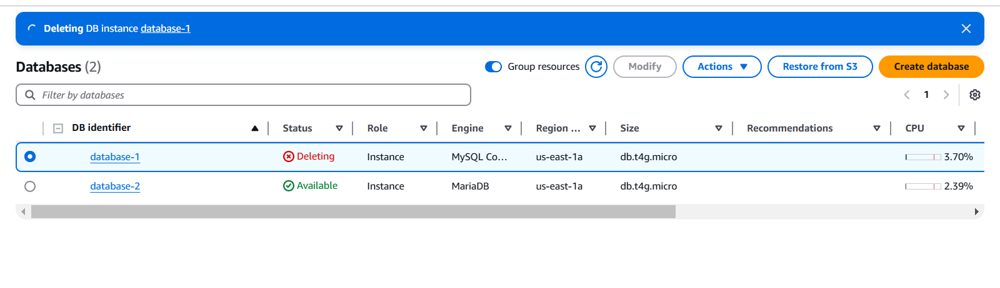 Deleting DB instance database-1
Databases (2) Group resources Modify Actions Restore from S3 Create database
Filter by databases 1
DB identifier Status Role Engine Region ... Size Recommendations CPU
database-1 Deleting Instance MySQL Co... us-east-1a db.t4g.micro 3.70%
database-2 Available Instance MariaDB us-east-1a db.t4g.micro 2.39%